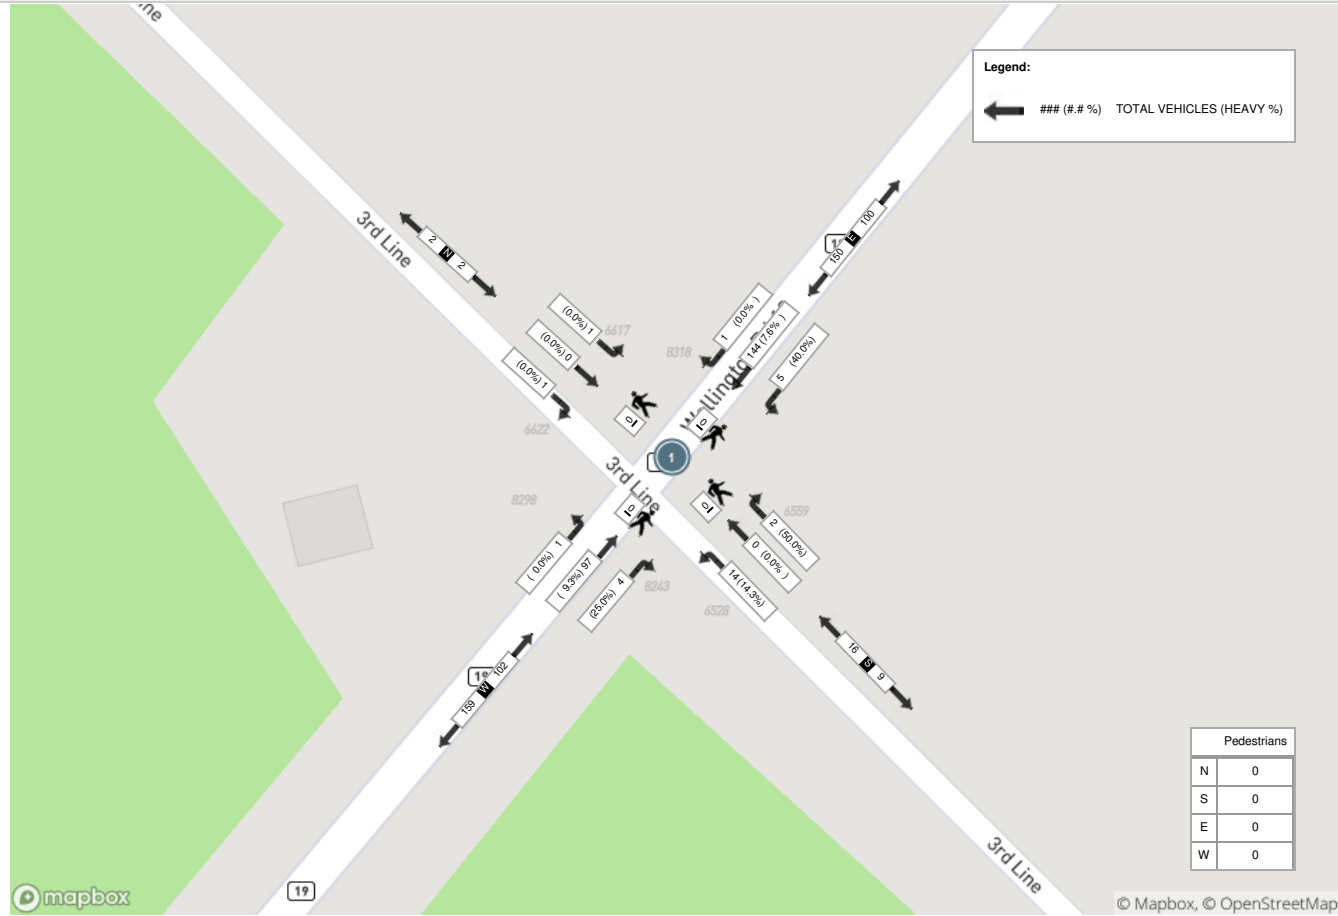 ne
Legend:
### (#.# %) TOTAL VEHICLES (HEAVY %)
3rd Line
2 N 2
150 E 100
(0.0%) 1
(0.0%) 0
(0.0%) 1
6617
8318
1 (0.0% )
144 (7.6% )
5 (40.0%)
6622
0
0
1
3rd Line
8298
0
0
6559
2 (50.0%)
0 (0.0% )
14 (14.3%)
( 0.0%) 1
( 9.3%) 97
(25.0%) 4
8243
6528
159 W 102
16 S 9
Pedestrians
N 0
S 0
E 0
W 0
3rd Line
19
mapbox
© Mapbox, © OpenStreetMap